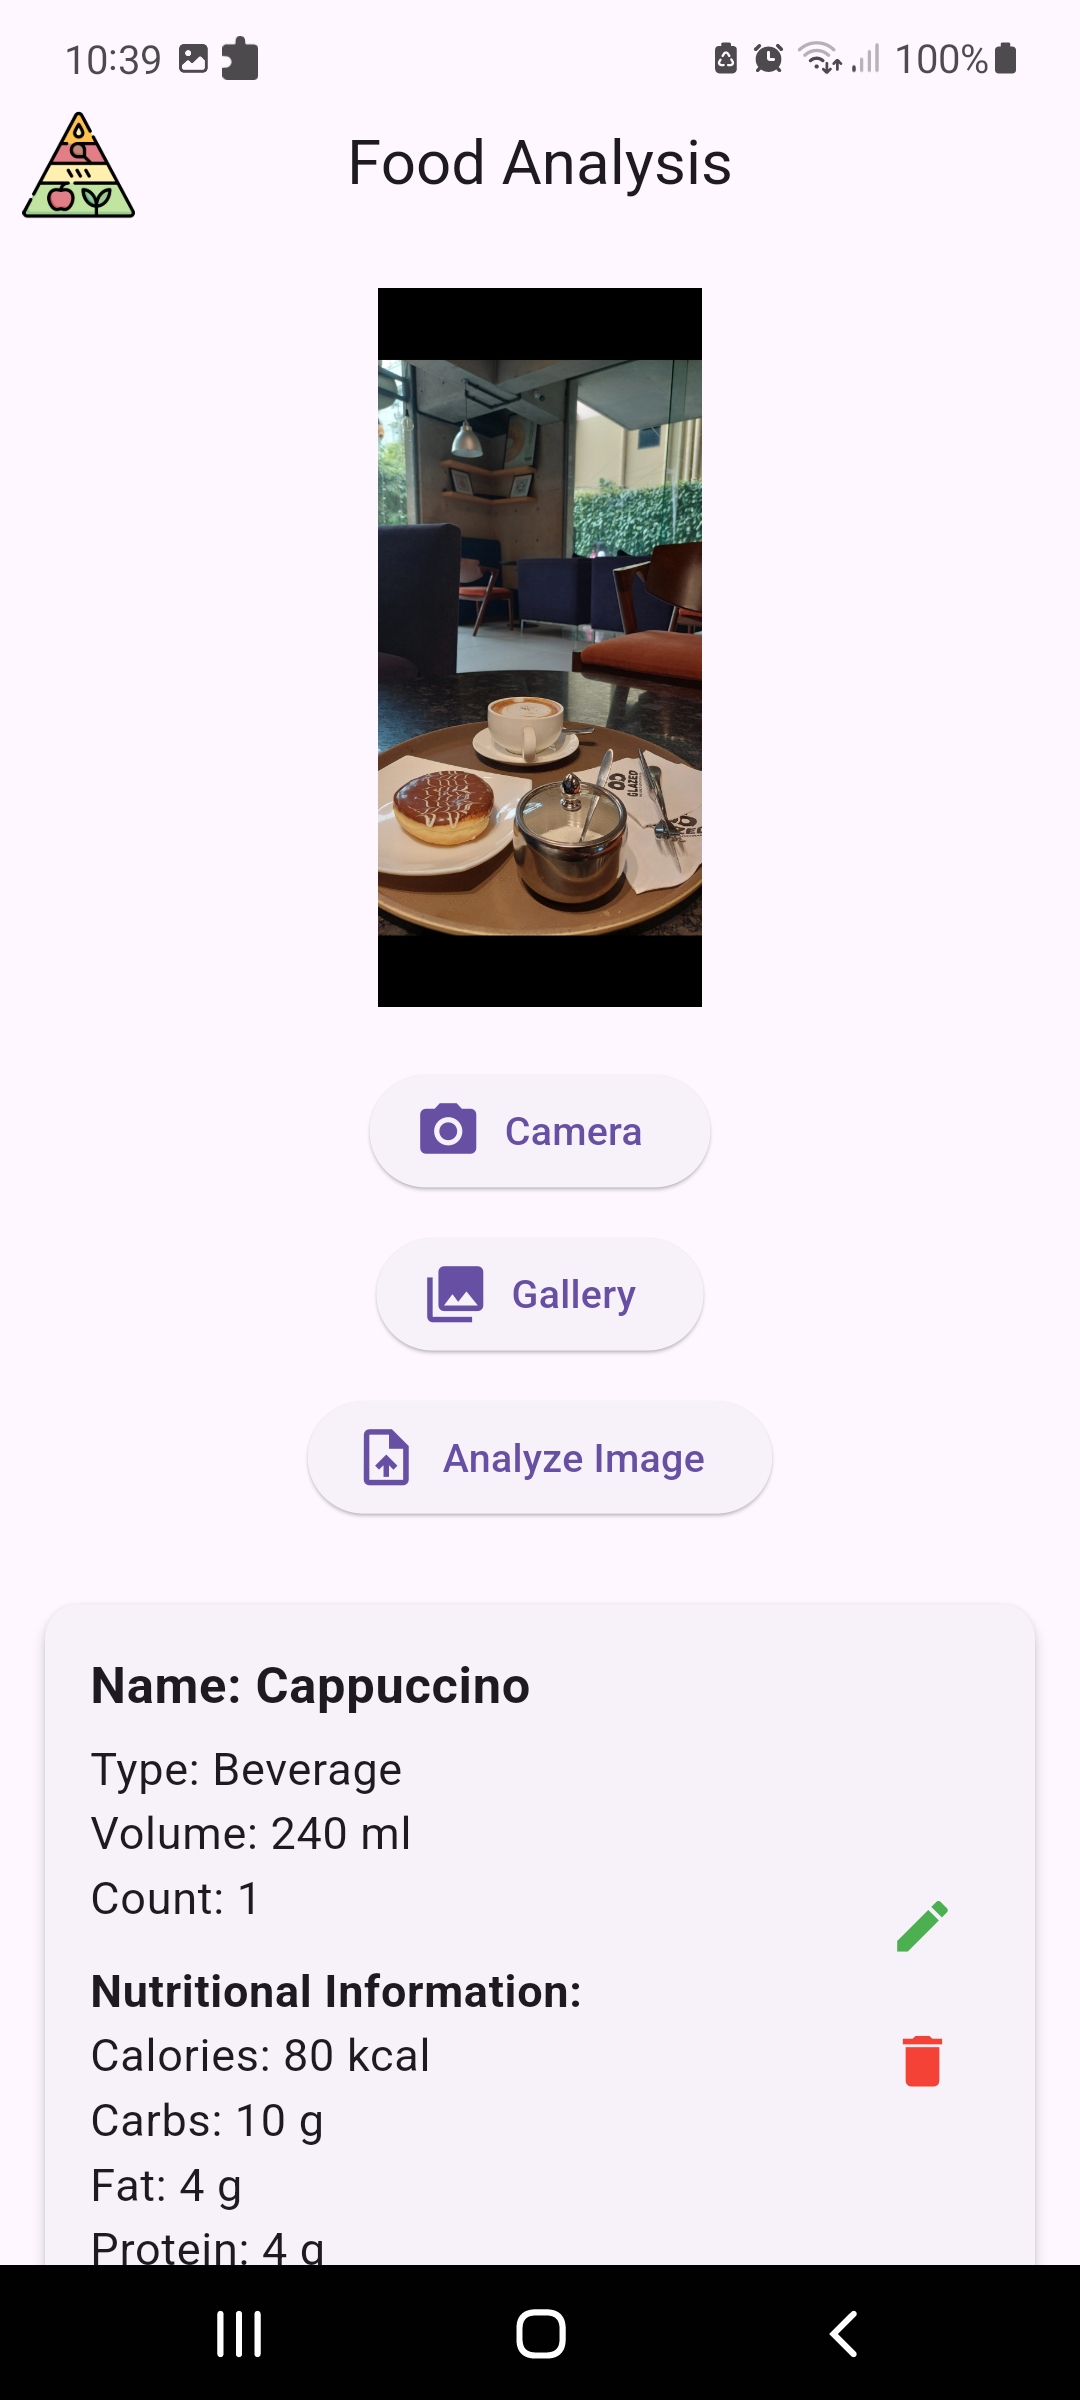 10:39
100%
Food Analysis
GLAZED
Camera
Gallery
Analyze Image
Name: Cappuccino
Type: Beverage
Volume: 240 ml
Count: 1
Nutritional Information:
Calories: 80 kcal
Carbs: 10 g
Fat: 4 g
Protein: 4 g